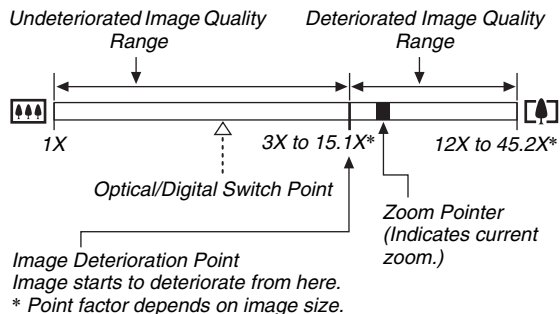 Undeteriorated Image Quality
Range
Deteriorated Image Quality
Range
1X
3X to 15.1X*
12X to 45.2X*
Optical/Digital Switch Point
Zoom Pointer
(Indicates current
zoom.)
Image Deterioration Point
Image starts to deteriorate from here.
* Point factor depends on image size.